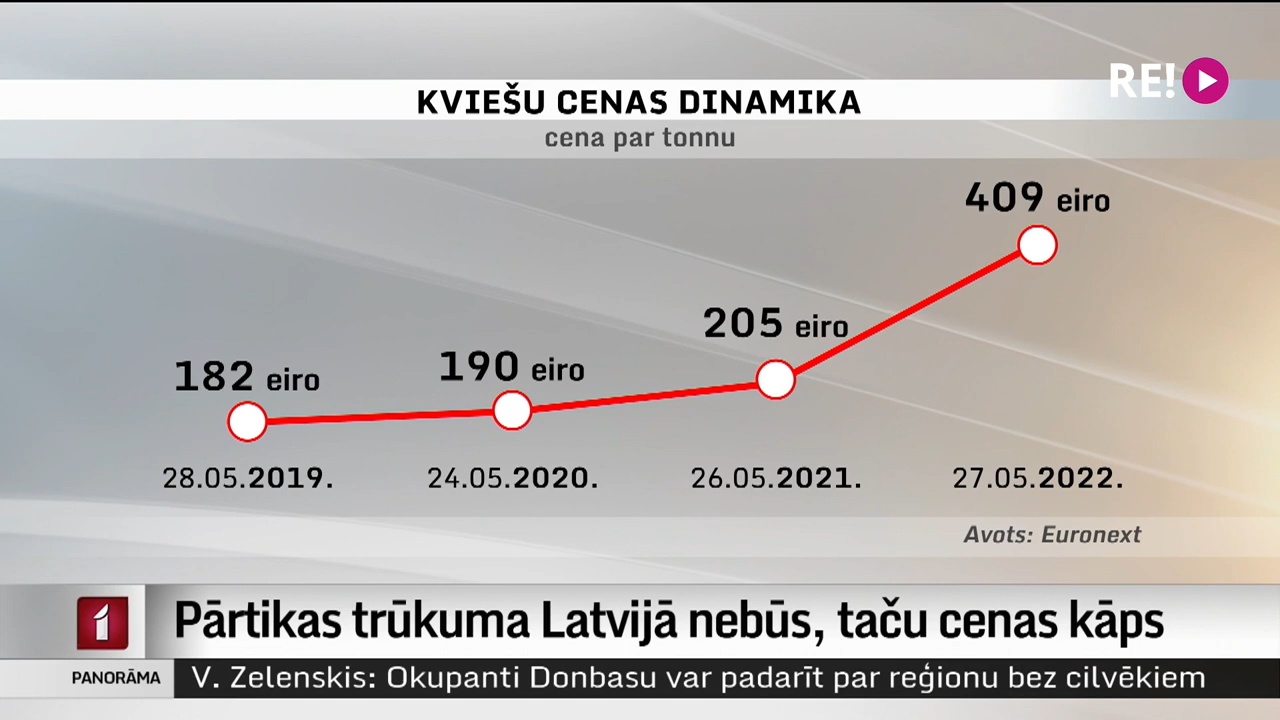 RE!
KVIEŠU CENAS DINAMIKA
cena par tonnu
409 eiro
205 eiro
190 eiro
182 eiro
28.05.2019. 24.05.2020. 26.05.2021. 27.05.2022.
Avots: Euronext
1 Pārtikas trūkuma Latvijā nebūs, taču cenas kāps
PANORĀMA V. Zelenskis: Okupanti Donbasu var padarīt par reģionu bez cilvēkiem